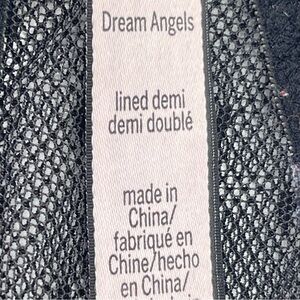 Dream Angels
lined demi
demi doublé
made in
China/
fabriqué en
Chine/hecho
en China/